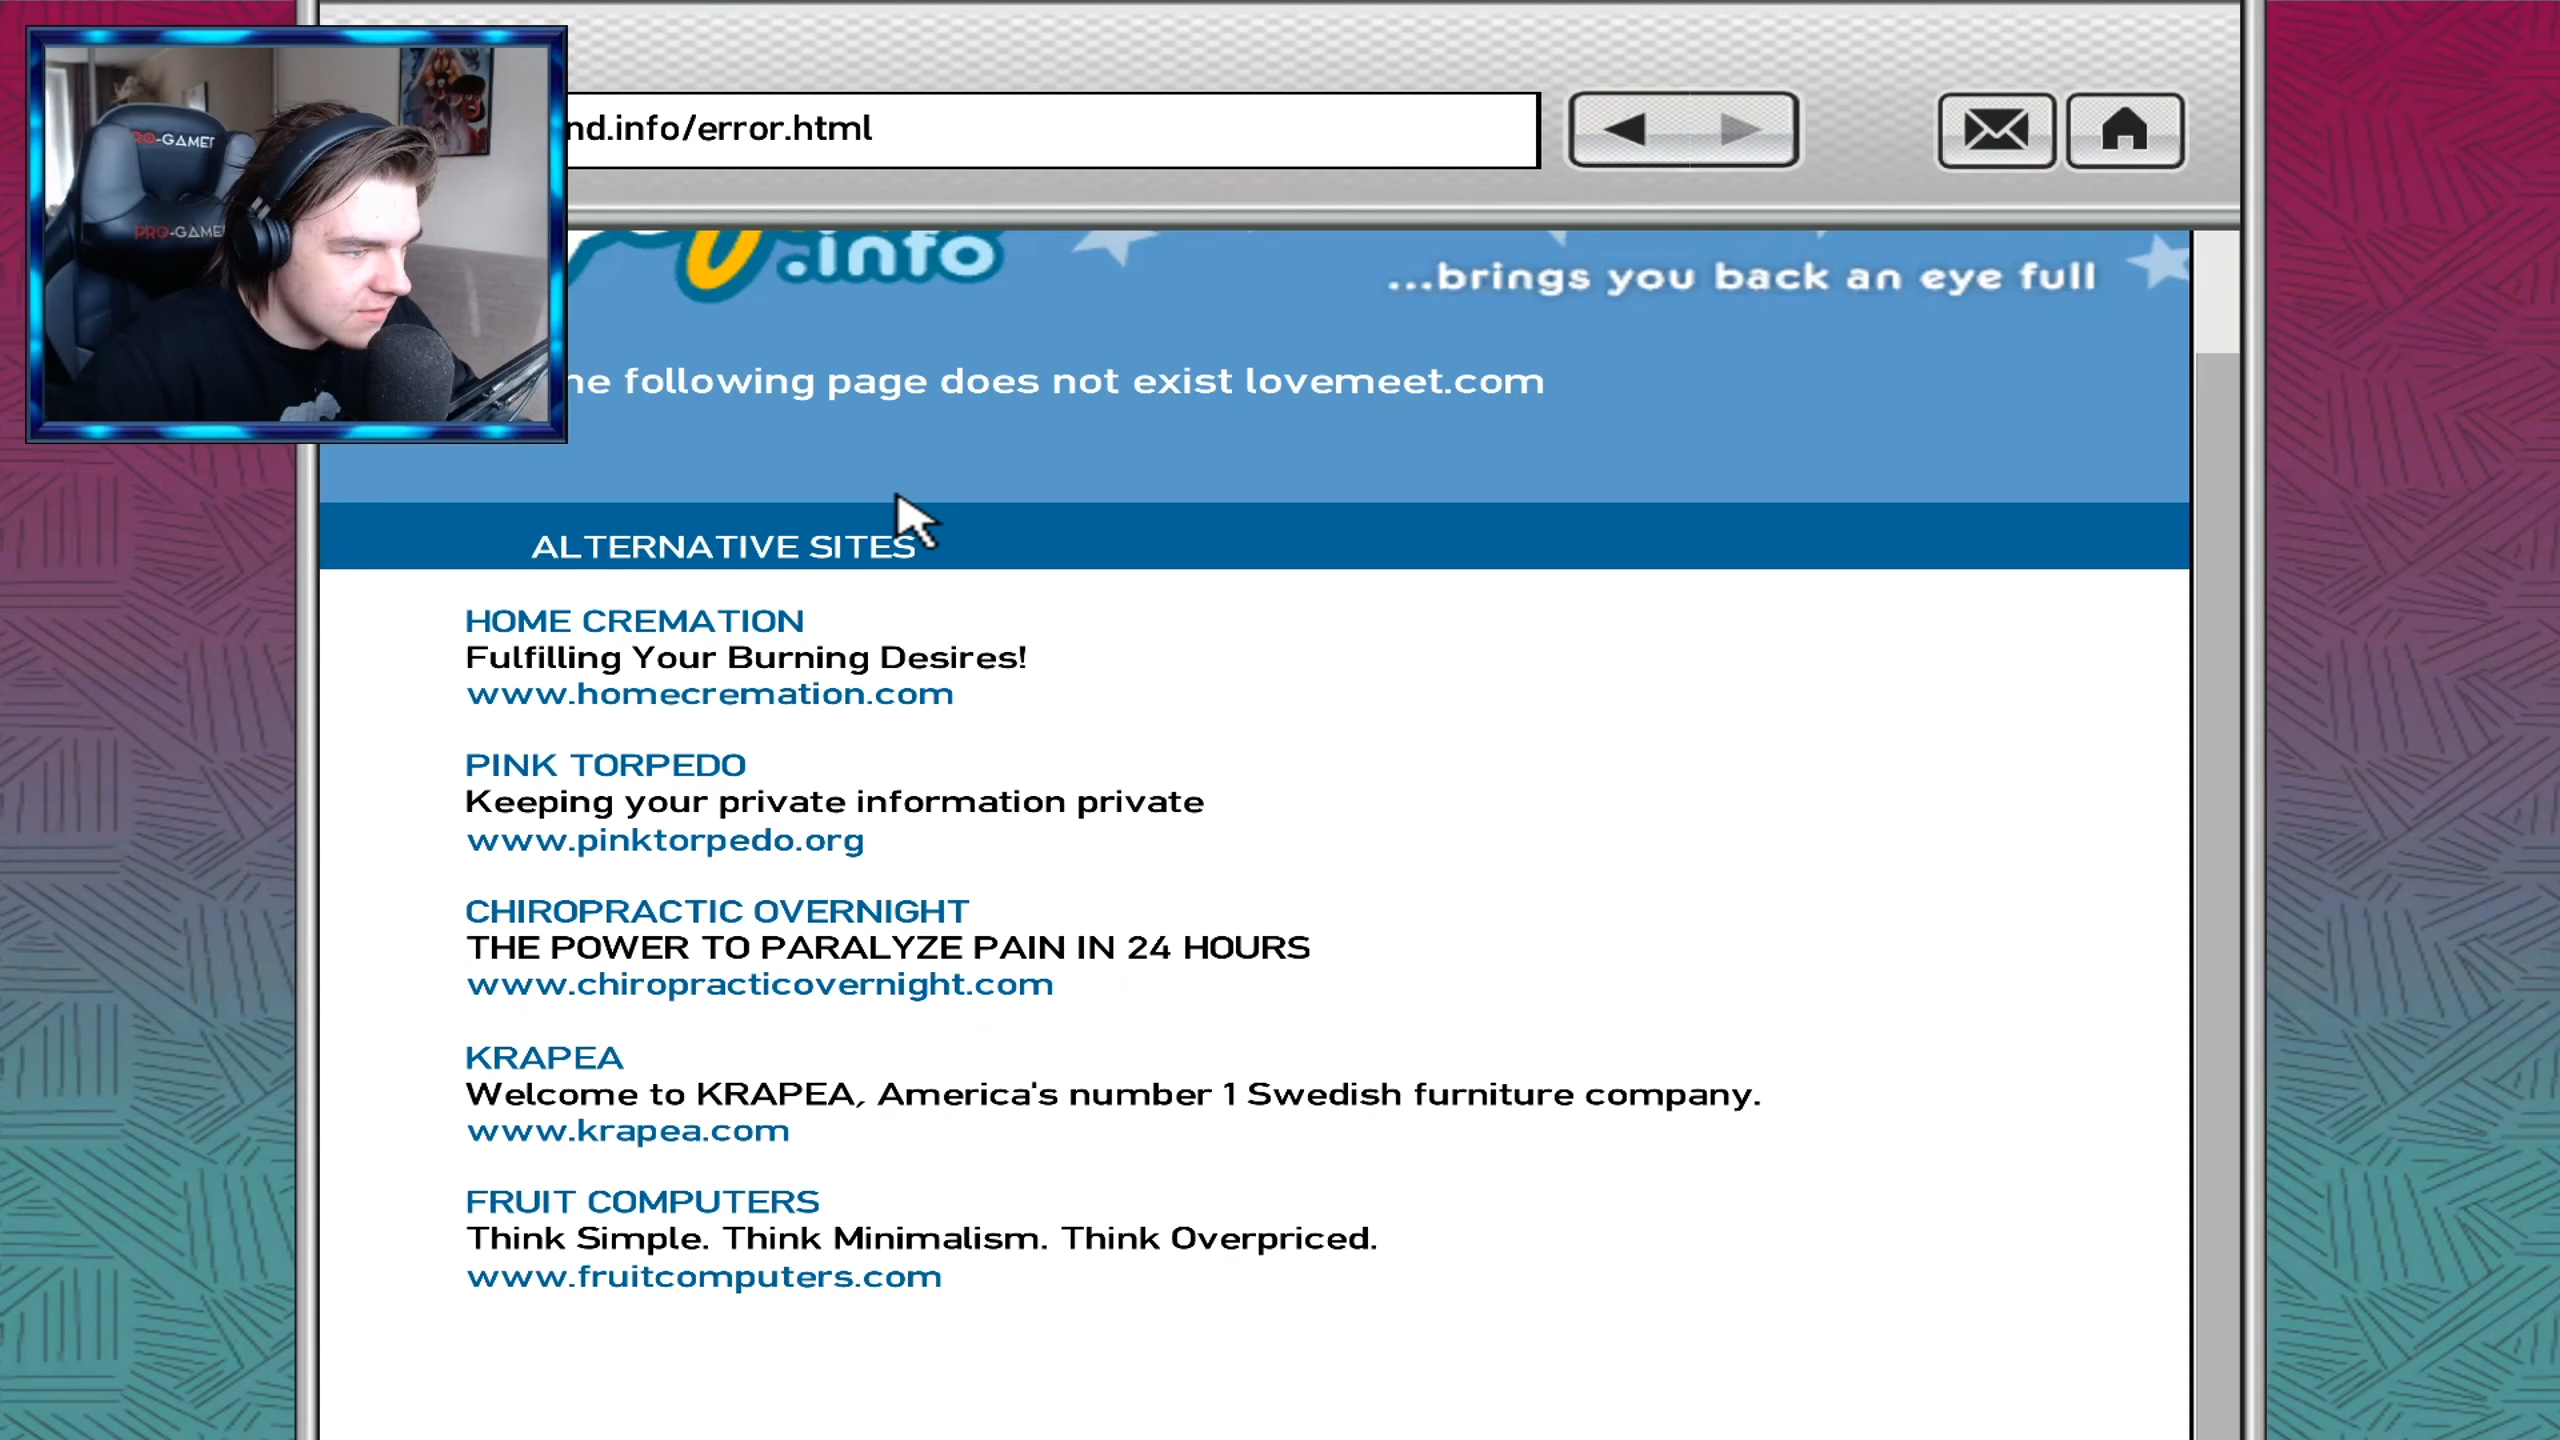 PRO-GAMER
PRO-GAMER
nd.info/error.html
.info
...brings you back an eye full
he following page does not exist lovemeet.com
ALTERNATIVE SITES
HOME CREMATION
Fulfilling Your Burning Desires!
www.homecremation.com
PINK TORPEDO
Keeping your private information private
www.pinktorpedo.org
CHIROPRACTIC OVERNIGHT
THE POWER TO PARALYZE PAIN IN 24 HOURS
www.chiropracticovernight.com
KRAPEA
Welcome to KRAPEA, America's number 1 Swedish furniture company.
www.krapea.com
FRUIT COMPUTERS
Think Simple. Think Minimalism. Think Overpriced.
www.fruitcomputers.com